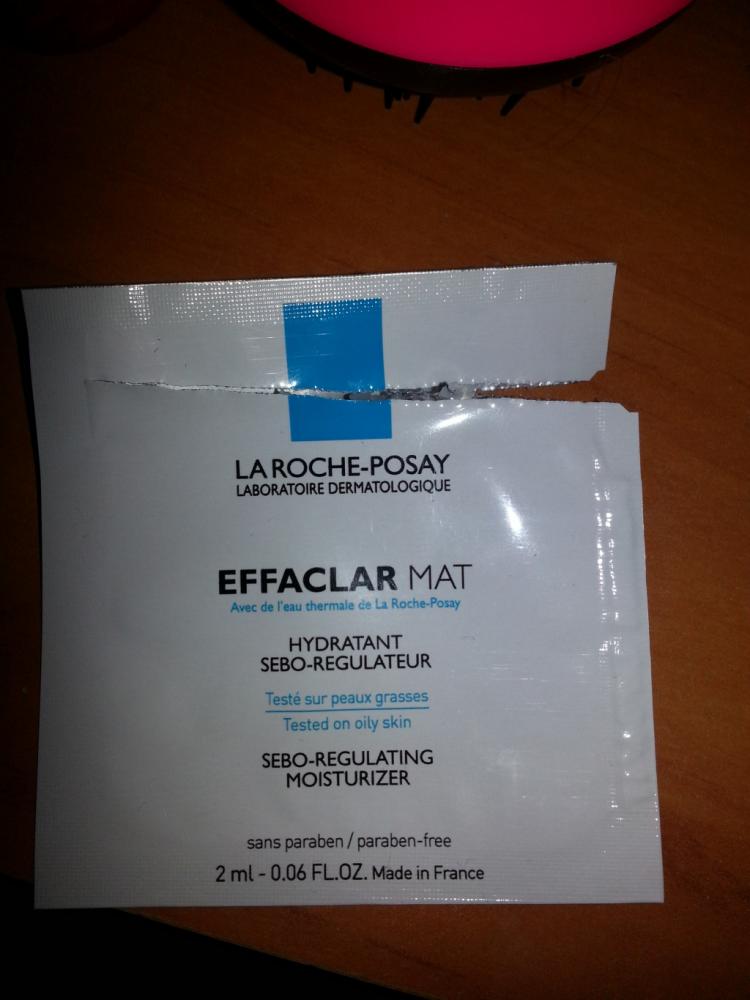 LA ROCHE-POSAY
LABORATOIRE DERMATOLOGIQUE
EFFACLAR MAT
Avec de l'eau thermale de La Roche-Posay
HYDRATANT
SEBO-REGULATEUR
Testé sur peaux grasses
Tested on oily skin
SEBO-REGULATING
MOISTURIZER
sans paraben / paraben-free
2 ml - 0.06 FL.OZ. Made in France